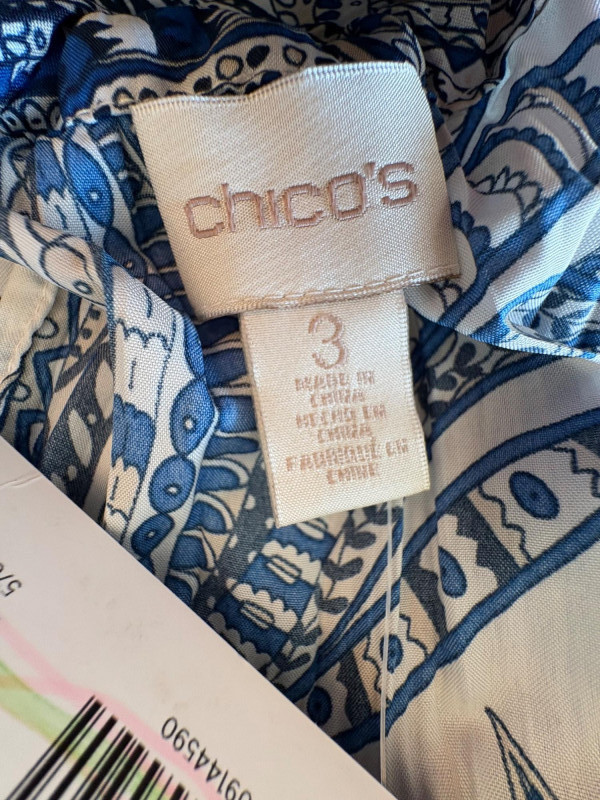 chico's
3
MADE IN
CHINA
HECHO EN
CHINA
FABRIQUÉ EN
CHINE
09144590